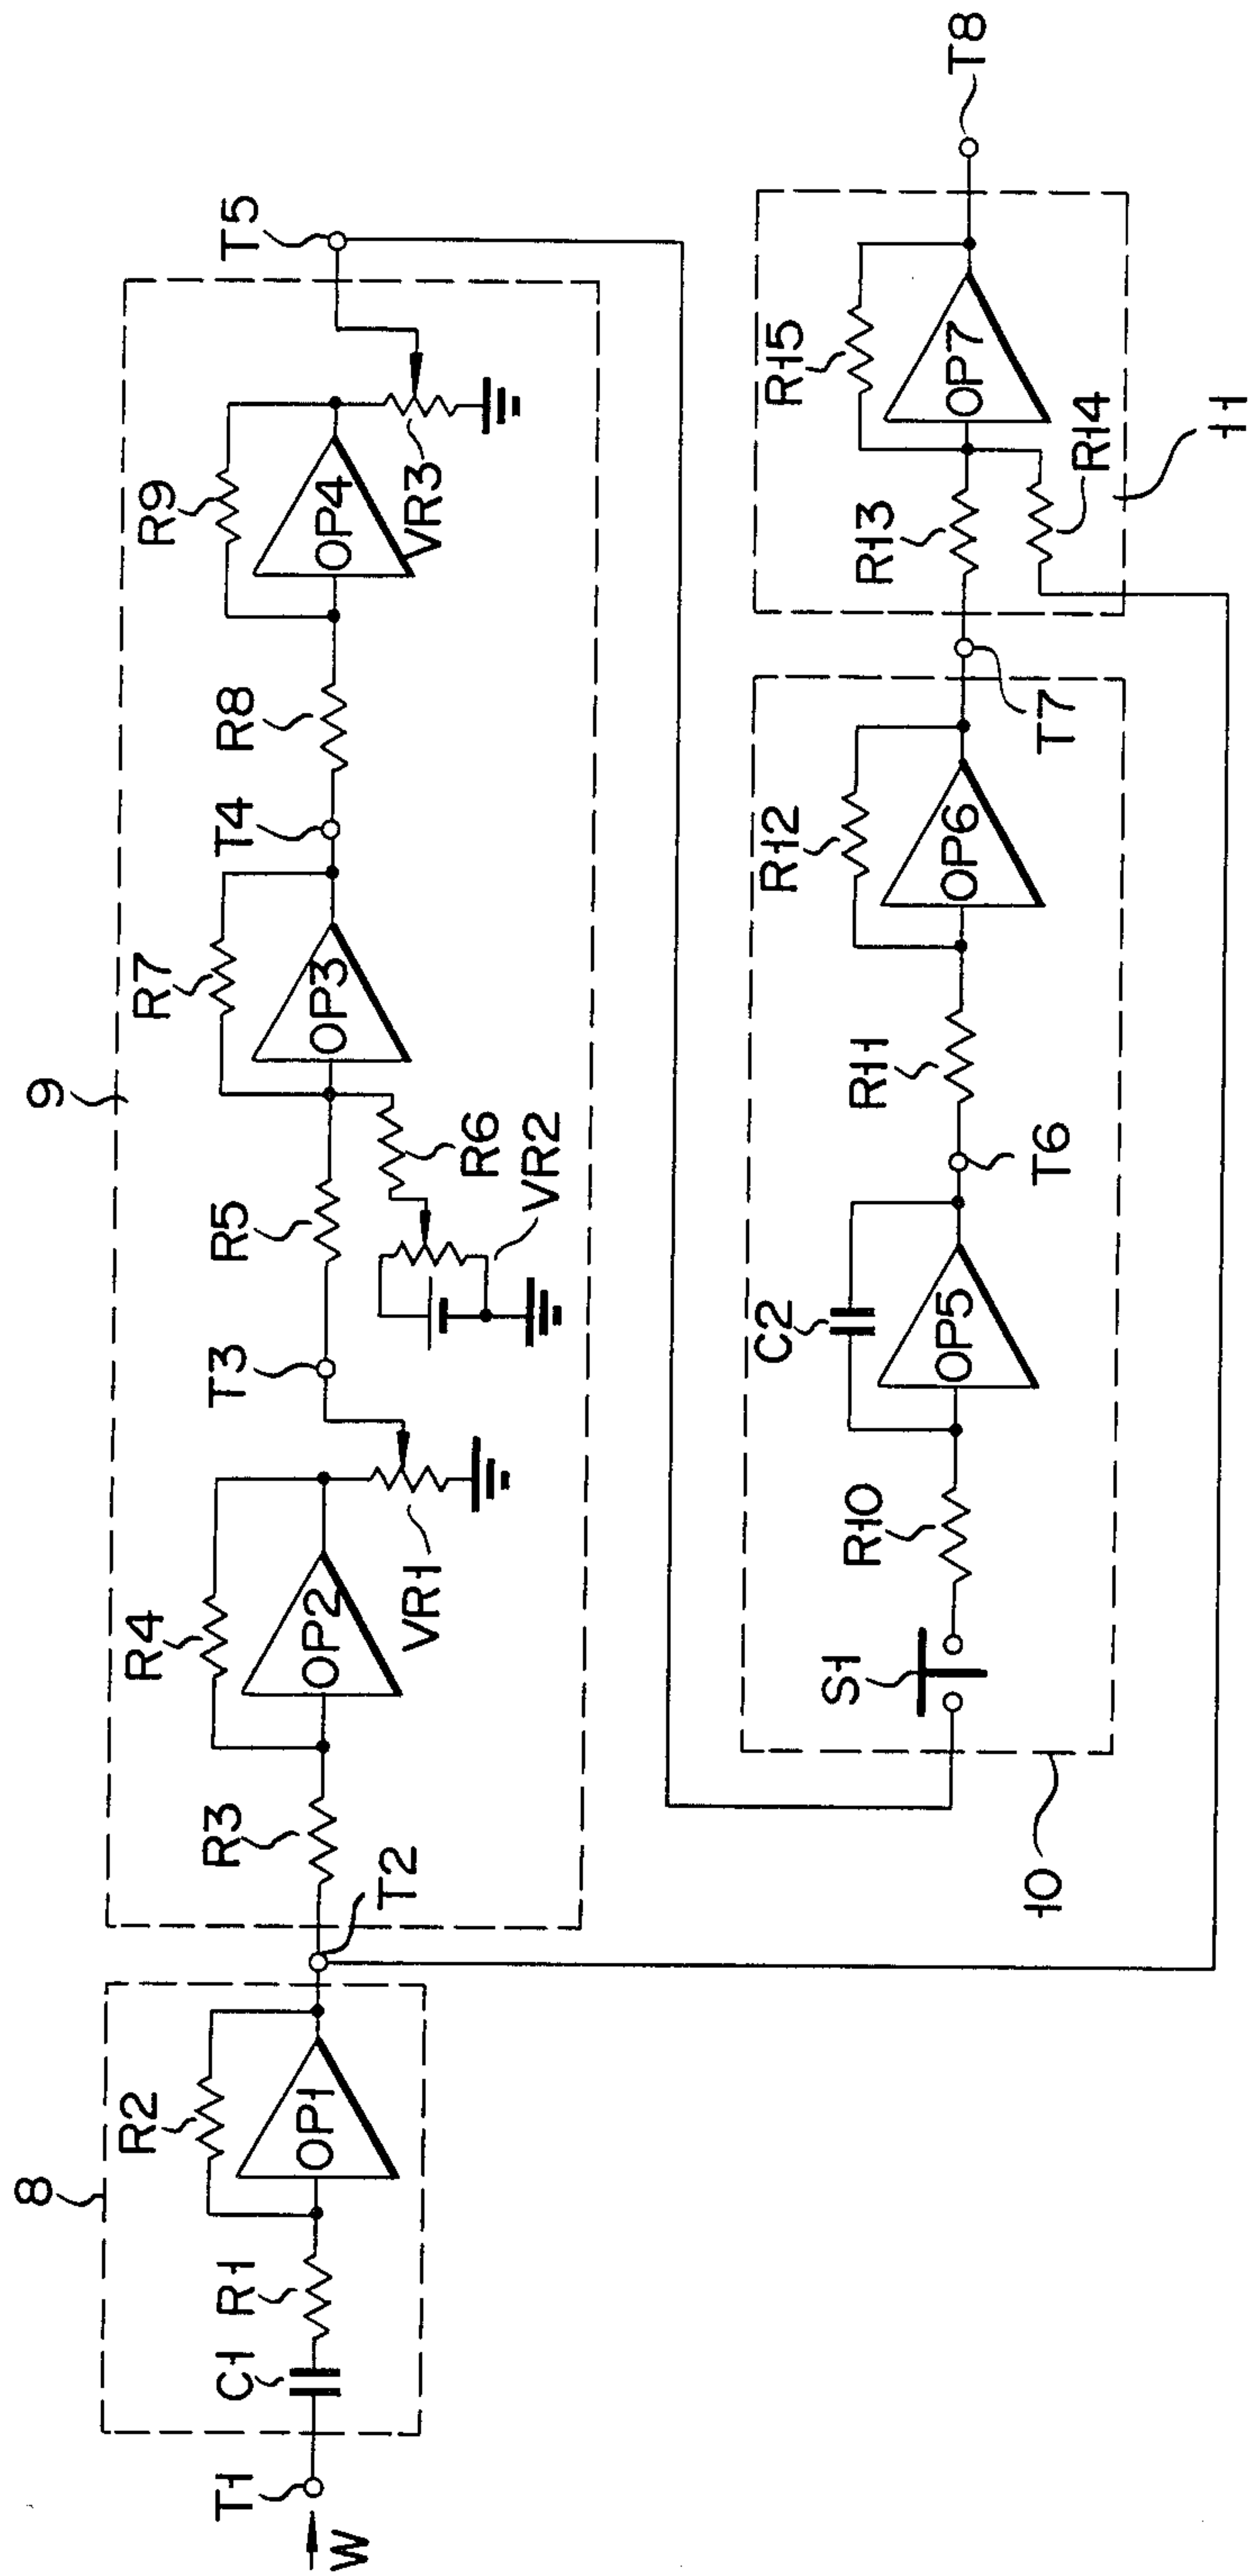 8
9
R2
R4
R7
R9
T1
C1
R1
R3
T3
R5
T4
R8
T5
W
OP1
OP2
OP3
OP4
T2
VR1
R6
VR2
VR3
C2
R12
R15
S1
R10
R11
R13
T8
OP5
OP6
OP7
10
T6
T7
R14
11